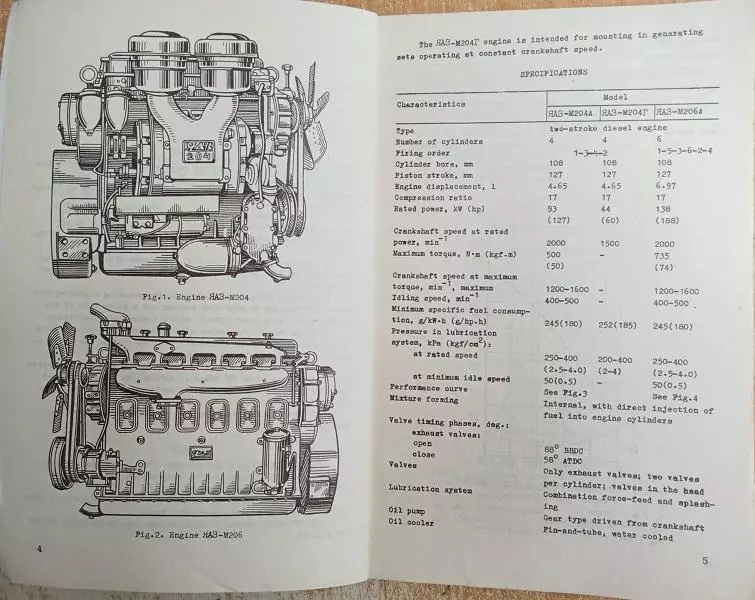 ЮМЗ
204
Fig.1. Engine ЯАЗ-M204
Fig.2. Engine ЯАЗ-M206
4
The ЯАЗ-M204Г engine is intended for mounting in generating
sets operating at constant crankshaft speed.
SPECIFICATIONS
Characteristics
Model
ЯАЗ-M204A ЯАЗ-M204Г ЯАЗ-M206A
Type two-stroke diesel engine
Number of cylinders 4 4 6
Firing order 1-3-4-2 1-5-3-6-2-4
Cylinder bore, mm 108 108 108
Piston stroke, mm 127 127 127
Engine displacement, l 4.65 4.65 6.97
Compression ratio 17 17 17
Rated power, kW (hp) 93 44 138
(127) (60) (188)
Crankshaft speed at rated
power, min⁻¹ 2000 1500 2000
Maximum torque, N·m (kgf.m) 500 - 735
(50) (74)
Crankshaft speed at maximum
torque, min⁻¹, maximum 1200-1600 - 1200-1600
Idling speed, min⁻¹ 400-500 - 400-500
Minimum specific fuel consump-
tion, g/kW·h (g/hp.h) 245(180) 252(185) 245(180)
Pressure in lubrication
system, kPa (kgf/cm²):
at rated speed 250-400 200-400 250-400
(2.5-4.0) (2-4) (2.5-4.0)
at minimum idle speed 50(0.5) - 50(0.5)
Performance curve See Fig.3 See Fig.4
Mixture forming Internal, with direct injection of
fuel into engine cylinders
Valve timing phases, deg.:
exhaust valves:
open 88° BBDC
close 58° ATDC
Valves Only exhaust valves; two valves
per cylinder; valves in the head
Lubrication system Combination force-feed and splash-
ing
Oil pump Gear type driven from crankshaft
Oil cooler Fin-and-tube, water cooled
5